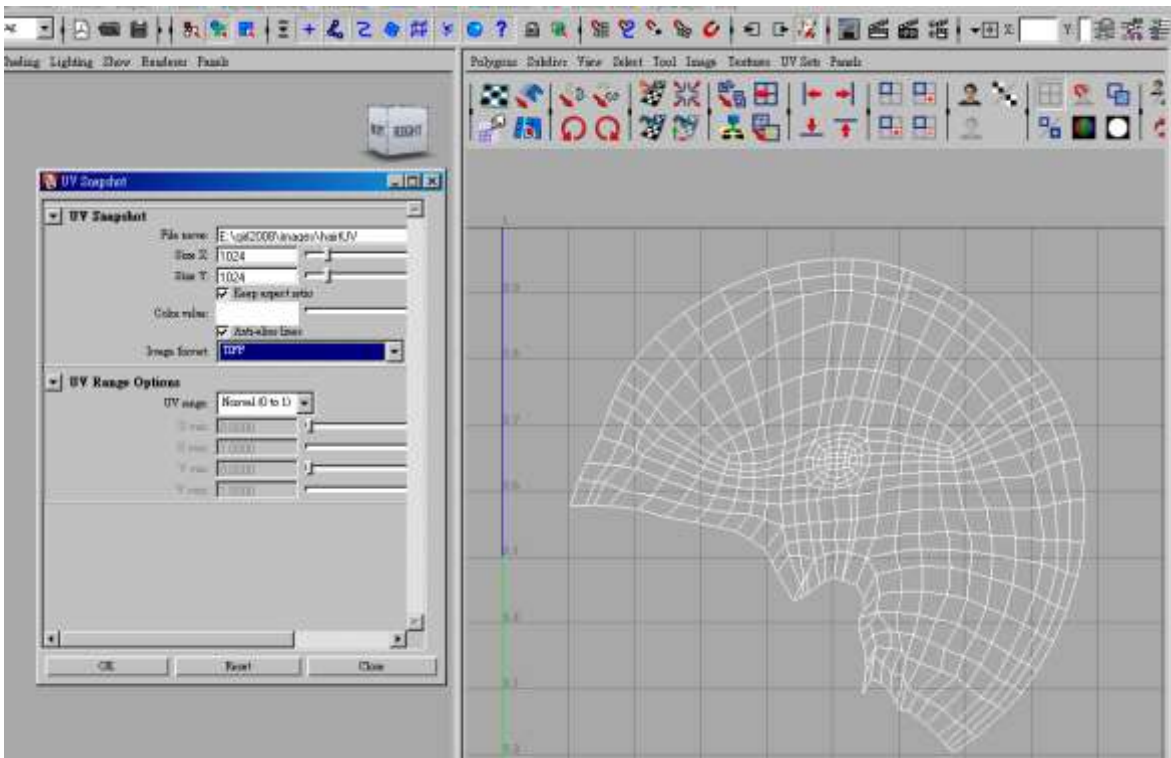 X:
Y:
Lighting Show Renderer Panels
Polygons Subdivs View Select Tool Image Textures UV Sets Panels
RIGHT
UV Snapshot
UV Snapshot
File name: E:\girl2008\images\hairUV
Size X: 1024
Size Y: 1024
Keep aspect ratio
Color value:
Anti-alias lines
Image format: TIFF
UV Range Options
UV range: Normal (0 to 1)
OK Reset Close
1